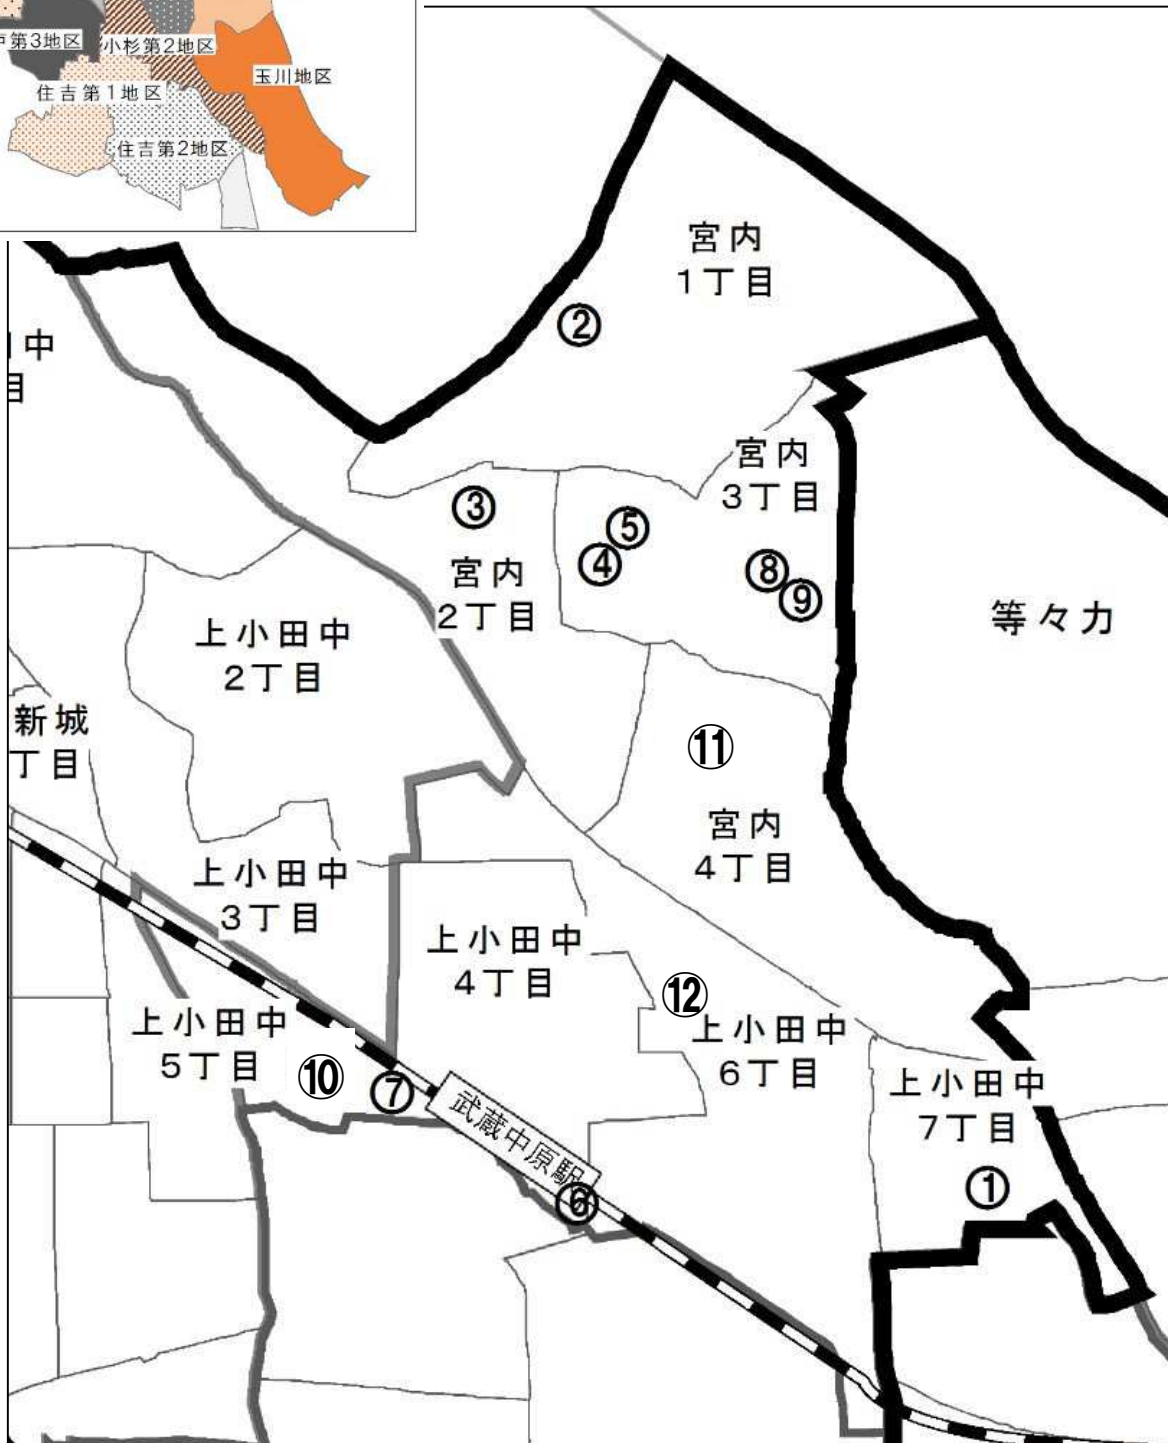 第3地区
小杉第2地区
玉川地区
住吉第1地区
住吉第2地区
宮内
1丁目
②
中
目
宮内
3丁目
③
⑤
④
宮内
2丁目
⑧
⑨
等々力
上小田中
2丁目
新城
丁目
⑪
宮内
4丁目
上小田中
3丁目
上小田中
4丁目
⑫
上小田中
6丁目
上小田中
5丁目
⑩
⑦
武蔵中原駅
⑥
上小田中
7丁目
①